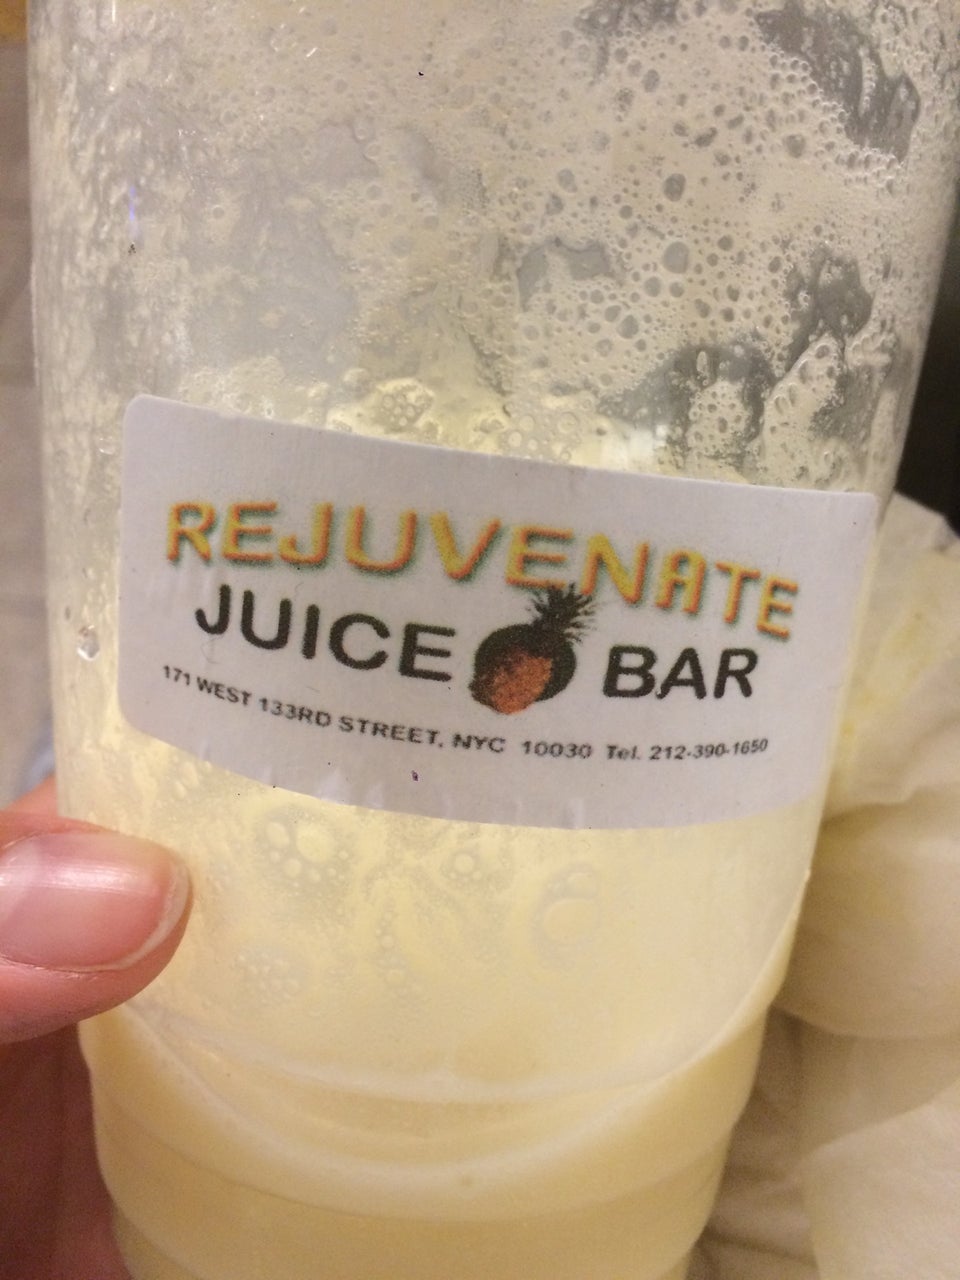 REJUVENATE
JUICE BAR
171 WEST 133RD STREET, NYC 10030 Tel. 212-390-1650